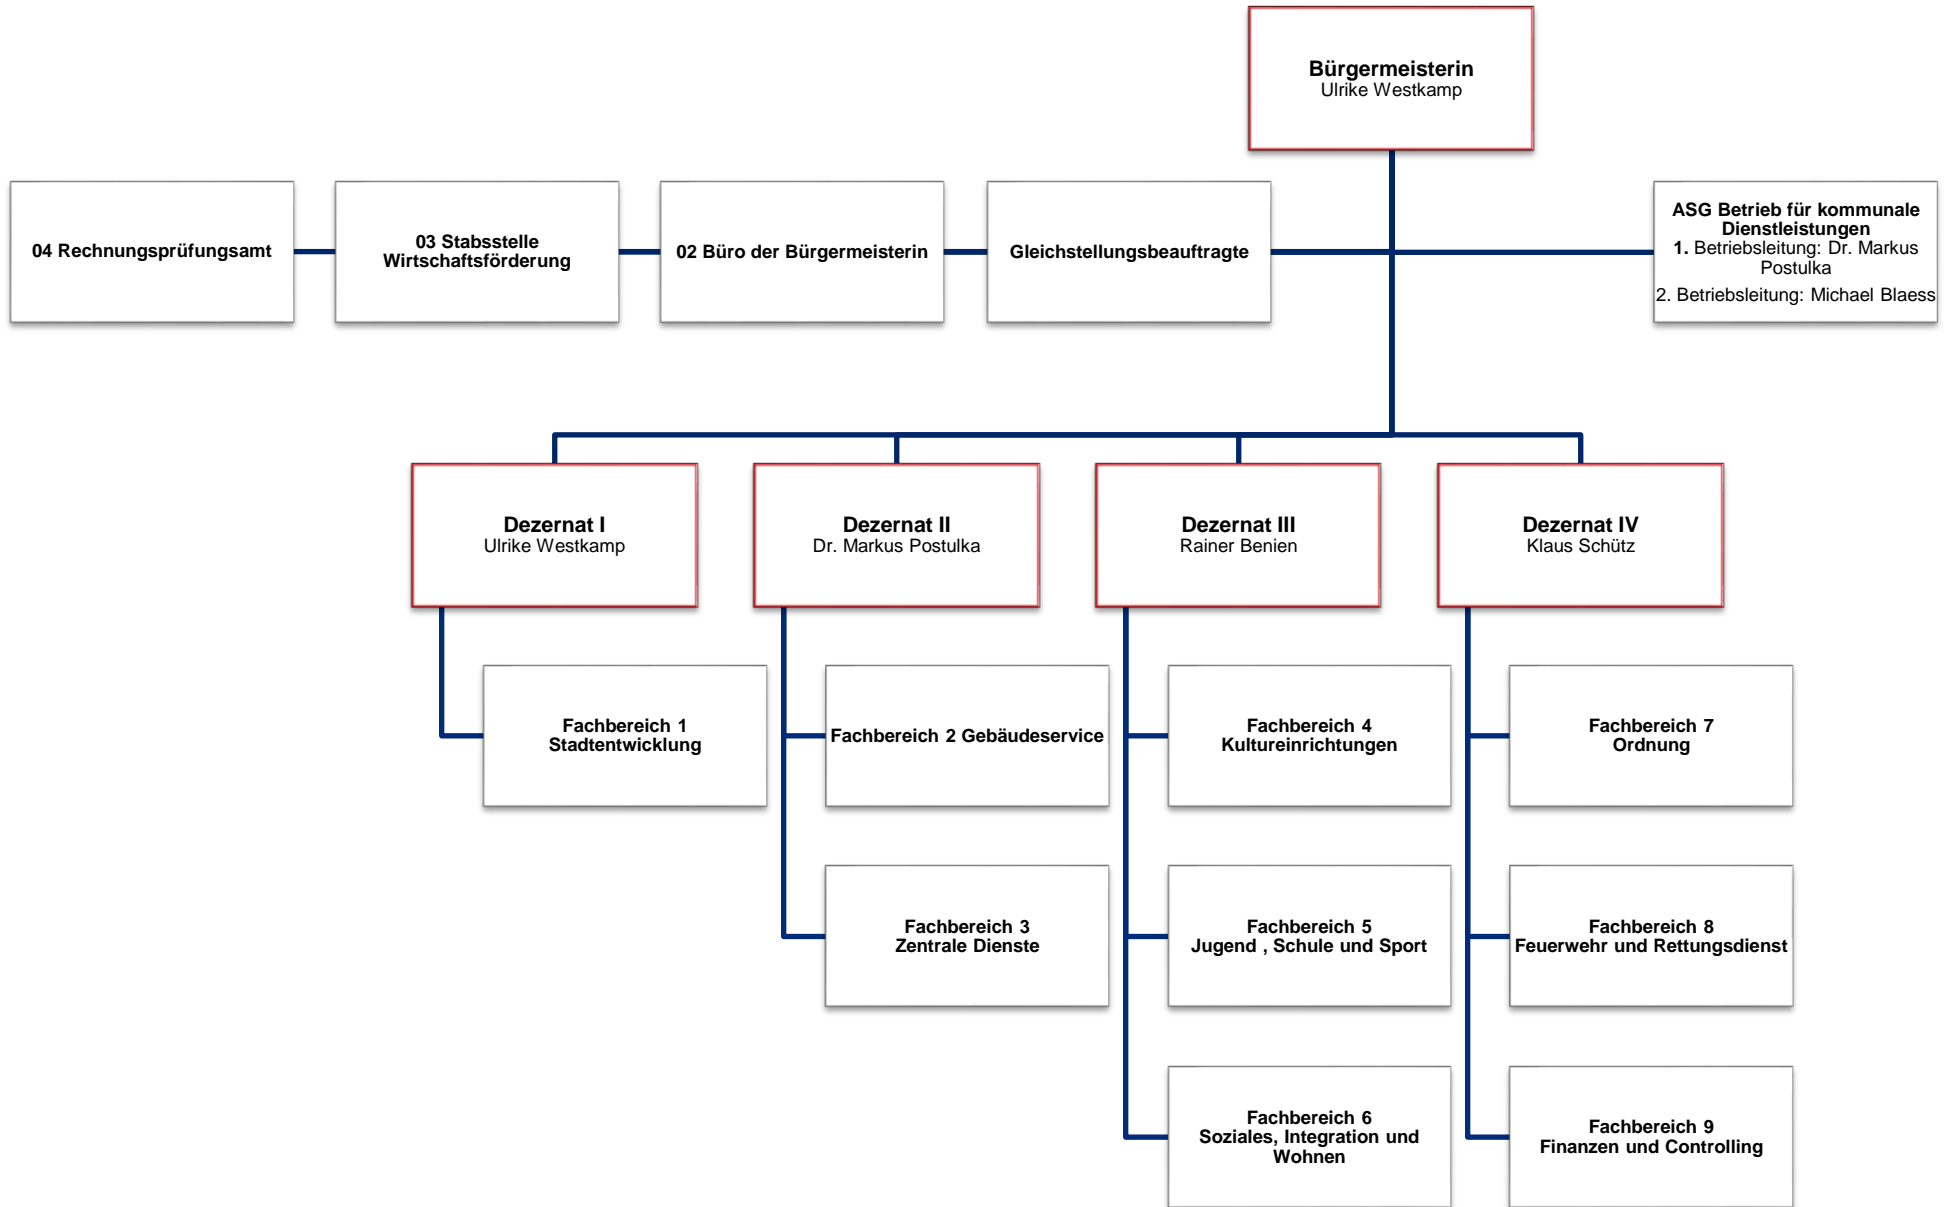 Bürgermeisterin
Ulrike Westkamp
04 Rechnungsprüfungsamt
03 Stabsstelle
Wirtschaftsförderung
02 Büro der Bürgermeisterin
Gleichstellungsbeauftragte
ASG Betrieb für kommunale
Dienstleistungen
1. Betriebsleitung: Dr. Markus
Postulka
2. Betriebsleitung: Michael Blaess
Dezernat I
Ulrike Westkamp
Dezernat II
Dr. Markus Postulka
Dezernat III
Rainer Benien
Dezernat IV
Klaus Schütz
Fachbereich 1
Stadtentwicklung
Fachbereich 2 Gebäudeservice
Fachbereich 4
Kultureinrichtungen
Fachbereich 7
Ordnung
Fachbereich 3
Zentrale Dienste
Fachbereich 5
Jugend , Schule und Sport
Fachbereich 8
Feuerwehr und Rettungsdienst
Fachbereich 6
Soziales, Integration und
Wohnen
Fachbereich 9
Finanzen und Controlling